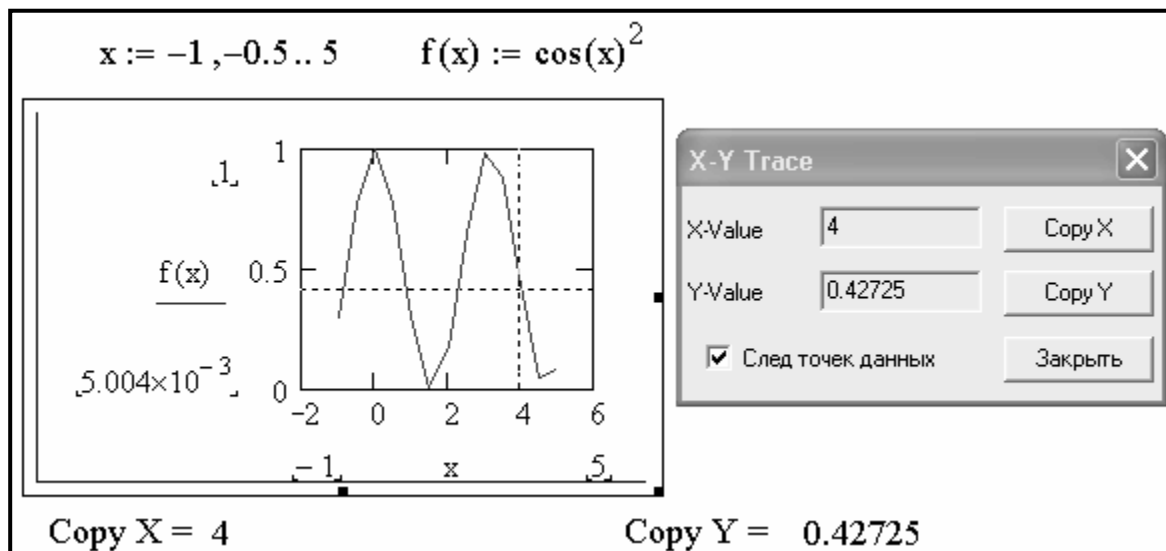 x := −1 , −0.5 .. 5 f(x) := cos(x)²
1
f(x)
5.004×10⁻³
1
0.5
0
−2 0 2 4 6
−1 x 5
X-Y Trace
X-Value 4 Copy X
Y-Value 0.42725 Copy Y
След точек данных Закрыть
Copy X = 4 Copy Y = 0.42725